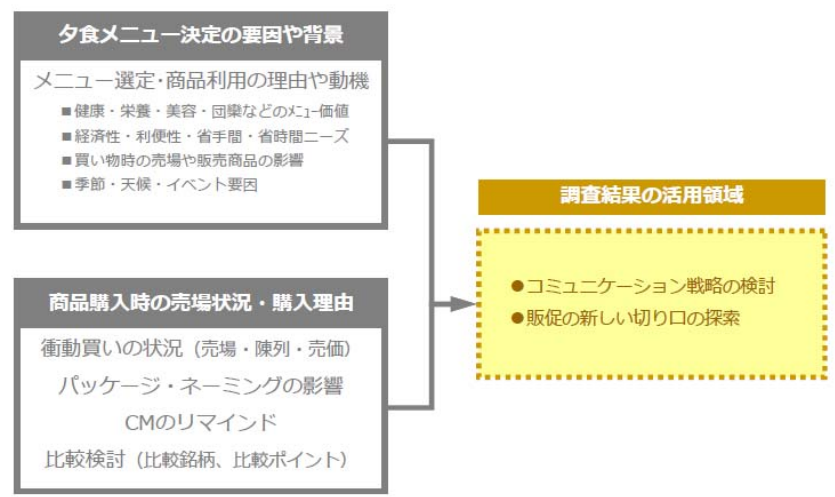 夕食メニュー決定の要因や背景
メニュー選定・商品利用の理由や動機
■健康・栄養・美容・団欒などのﾒﾆｭｰ価値
■経済性・利便性・省手間・省時間ニーズ
■買い物時の売場や販売商品の影響
■季節・天候・イベント要因
調査結果の活用領域
●コミュニケーション戦略の検討
●販促の新しい切り口の探索
商品購入時の売場状況・購入理由
衝動買いの状況（売場・陳列・売価）
パッケージ・ネーミングの影響
CMのリマインド
比較検討（比較銘柄、比較ポイント）